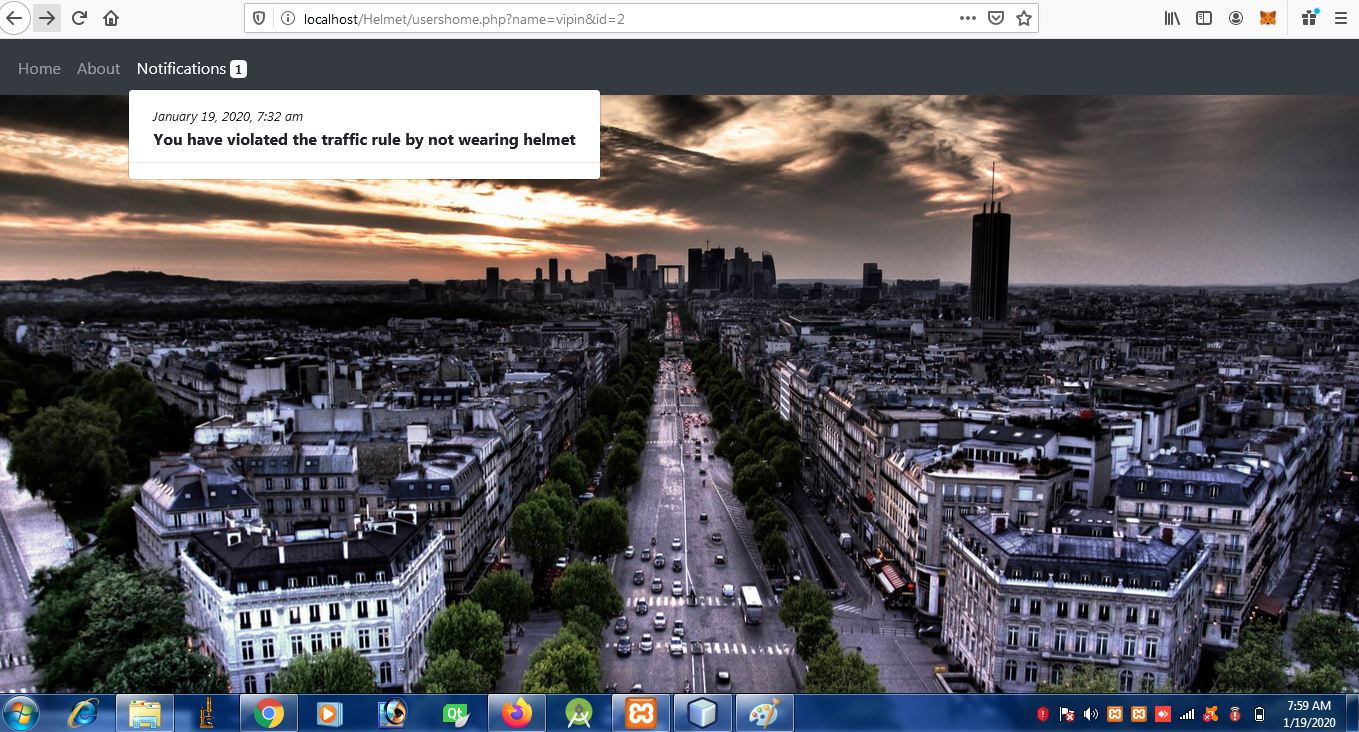 localhost/Helmet/usershome.php?name=vipin&id=2
Home About Notifications 1
January 19, 2020, 7:32 am
You have violated the traffic rule by not wearing helmet
Qt
7:59 AM
1/19/2020